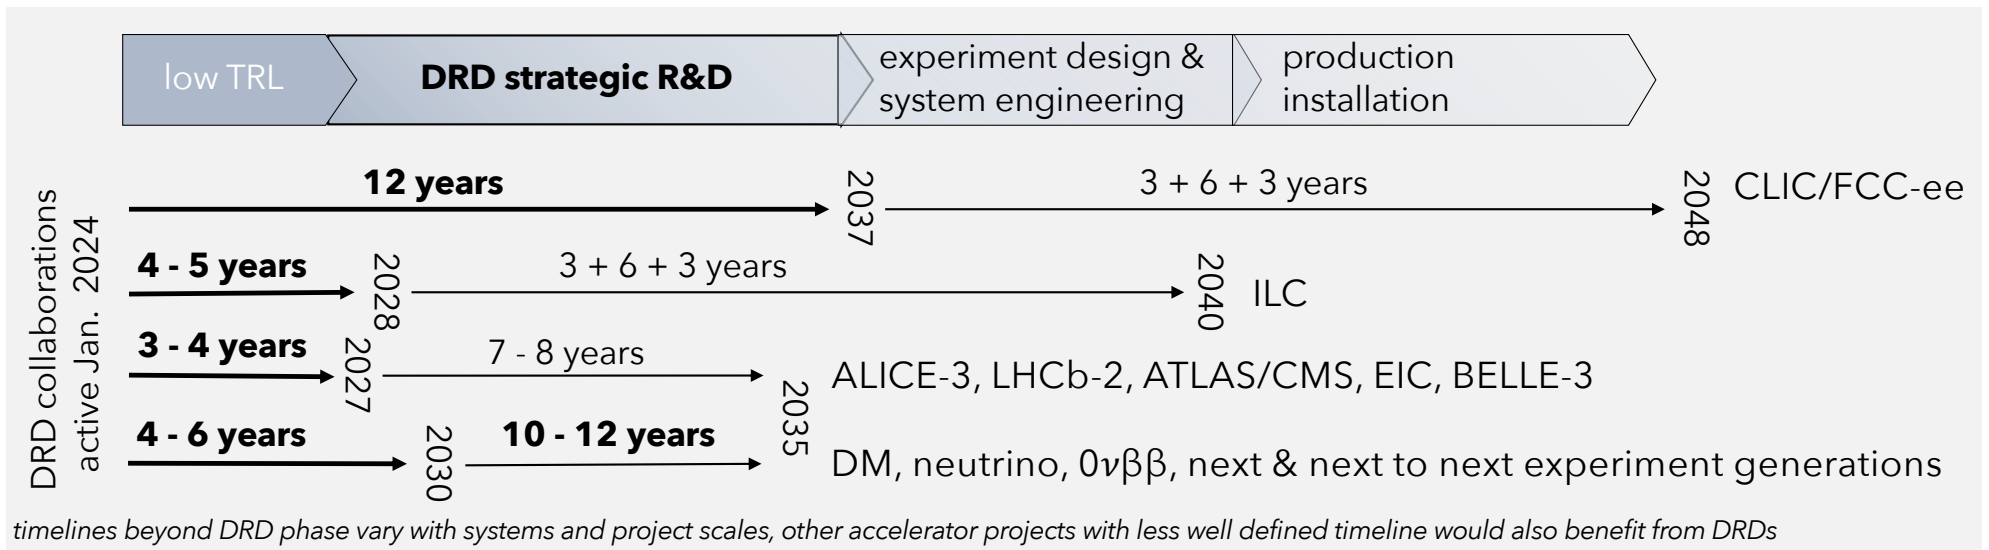 low TRL
DRD strategic R&D
experiment design &
system engineering
production
installation
DRD collaborations
active Jan. 2024
12 years
2037
3 + 6 + 3 years
2048
CLIC/FCC-ee
4 - 5 years
2028
3 + 6 + 3 years
2040
ILC
3 - 4 years
2027
7 - 8 years
2035
ALICE-3, LHCb-2, ATLAS/CMS, EIC, BELLE-3
4 - 6 years
2030
10 - 12 years
DM, neutrino, 0νββ, next & next to next experiment generations
timelines beyond DRD phase vary with systems and project scales, other accelerator projects with less well defined timeline would also benefit from DRDs